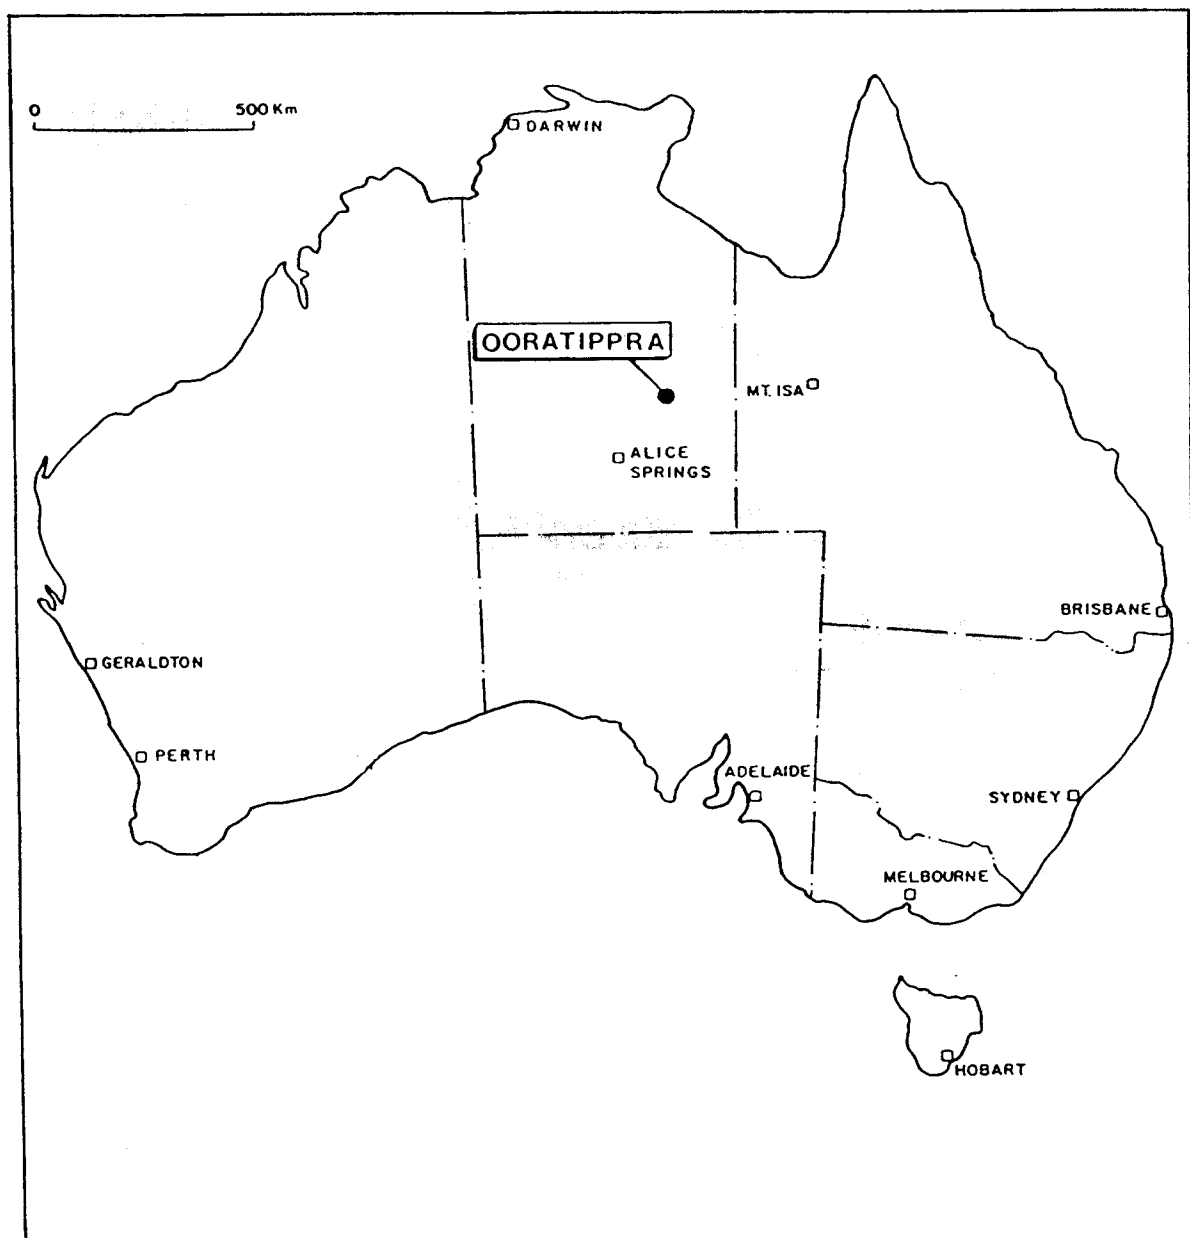 0 500 Km
DARWIN
OORATIPPRA
MT. ISA
ALICE
SPRINGS
BRISBANE
GERALDTON
PERTH
ADELAIDE
SYDNEY
MELBOURNE
HOBART